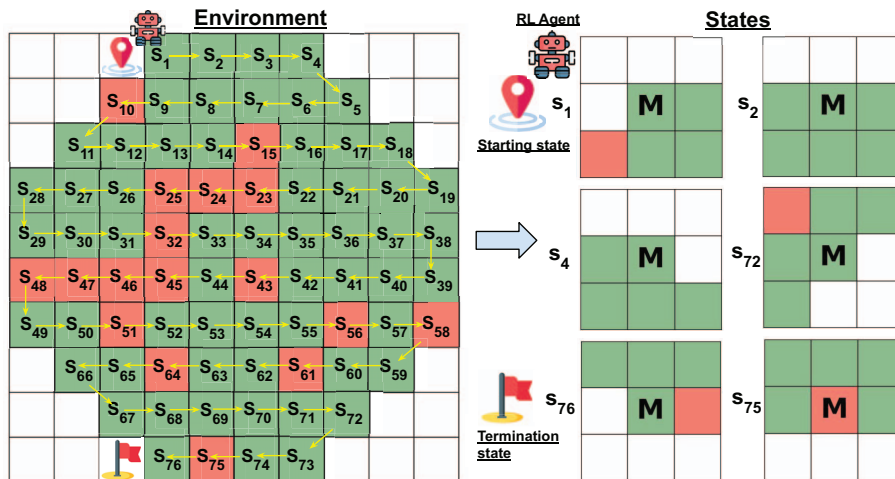 Environment
RL Agent
States
S1 S2 S3 S4
S10 S9 S8 S7 S6 S5
S11 S12 S13 S14 S15 S16 S17 S18
S28 S27 S26 S25 S24 S23 S22 S21 S20 S19
S29 S30 S31 S32 S33 S34 S35 S36 S37 S38
S48 S47 S46 S45 S44 S43 S42 S41 S40 S39
S49 S50 S51 S52 S53 S54 S55 S56 S57 S58
S66 S65 S64 S63 S62 S61 S60 S59
S67 S68 S69 S70 S71 S72
S76 S75 S74 S73
s1 M
Starting state
s2 M
s4 M
s72 M
s76 M
Termination
state
s75 M